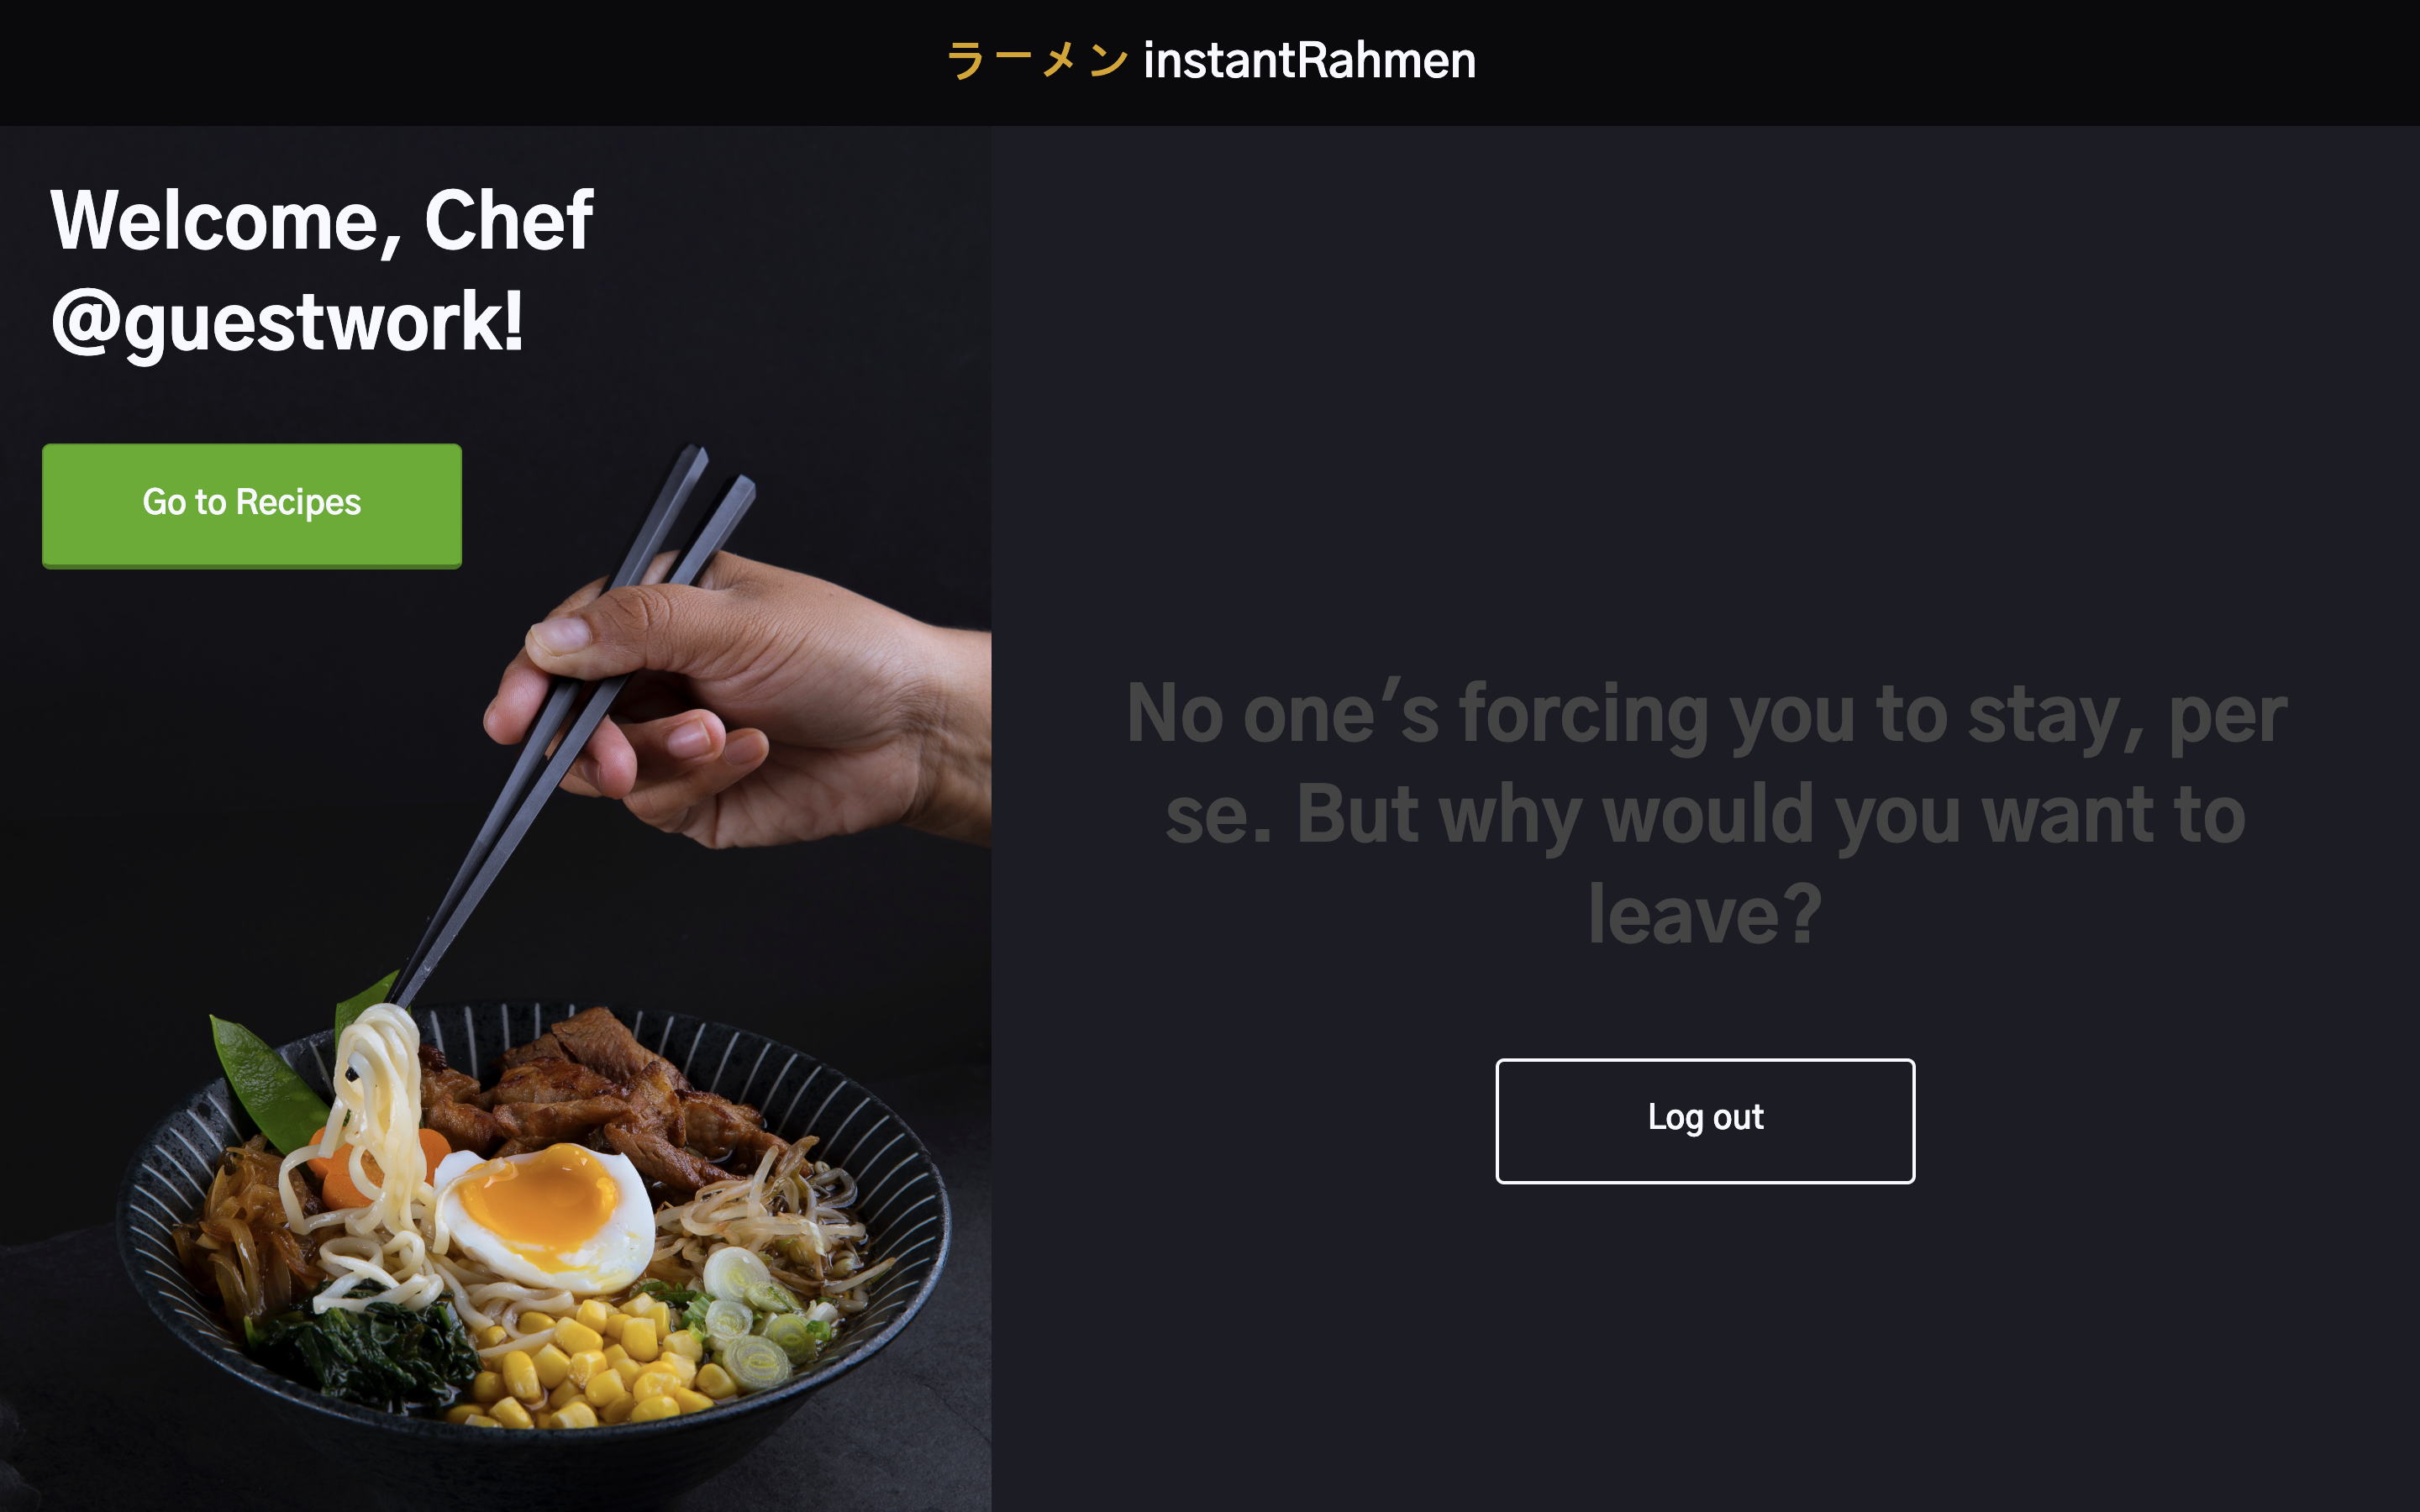 ラーメン instantRahmen
Welcome, Chef
@guestwork!
Go to Recipes
No one's forcing you to stay, per
se. But why would you want to
leave?
Log out